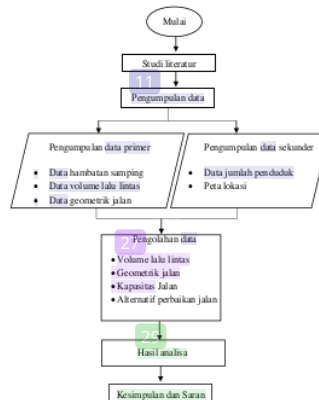 Mulai
Studi literatur
11
Pengumpulan data
Pengumpulan data primer
• Data hambatan samping
• Data volume lalu lintas
• Data geometrik jalan
Pengumpulan data sekunder
• Data jumlah penduduk
• Peta lokasi
27
Pengolahan data
• Volume lalu lintas
• Geometrik jalan
• Kapasitas Jalan
• Alternatif perbaikan jalan
29
Hasil analisa
Kesimpulan dan Saran